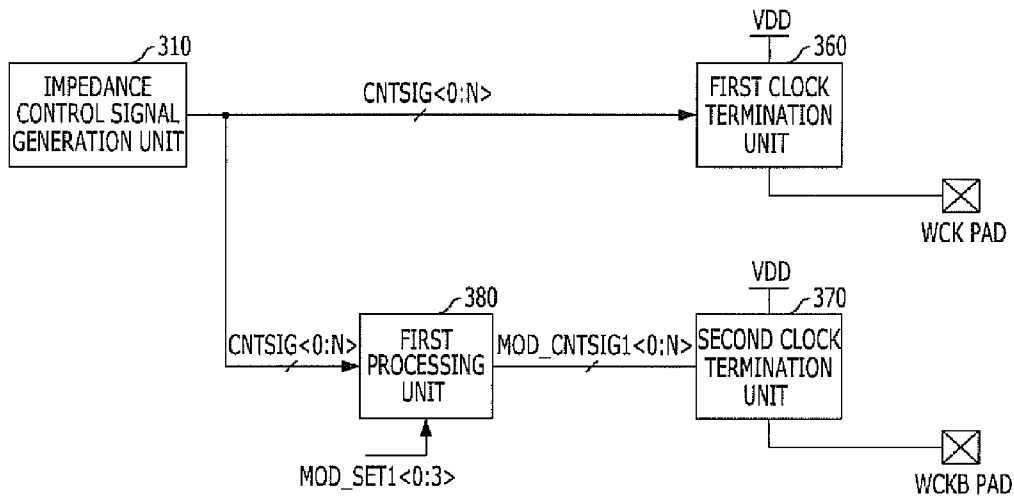 310
IMPEDANCE
CONTROL SIGNAL
GENERATION UNIT
CNTSIG<0:N>
VDD
360
FIRST CLOCK
TERMINATION
UNIT
WCK PAD
CNTSIG<0:N>
380
FIRST
PROCESSING
UNIT
MOD_SET1<0:3>
MOD_CNTSIG1<0:N>
VDD
370
SECOND CLOCK
TERMINATION
UNIT
WCKB PAD